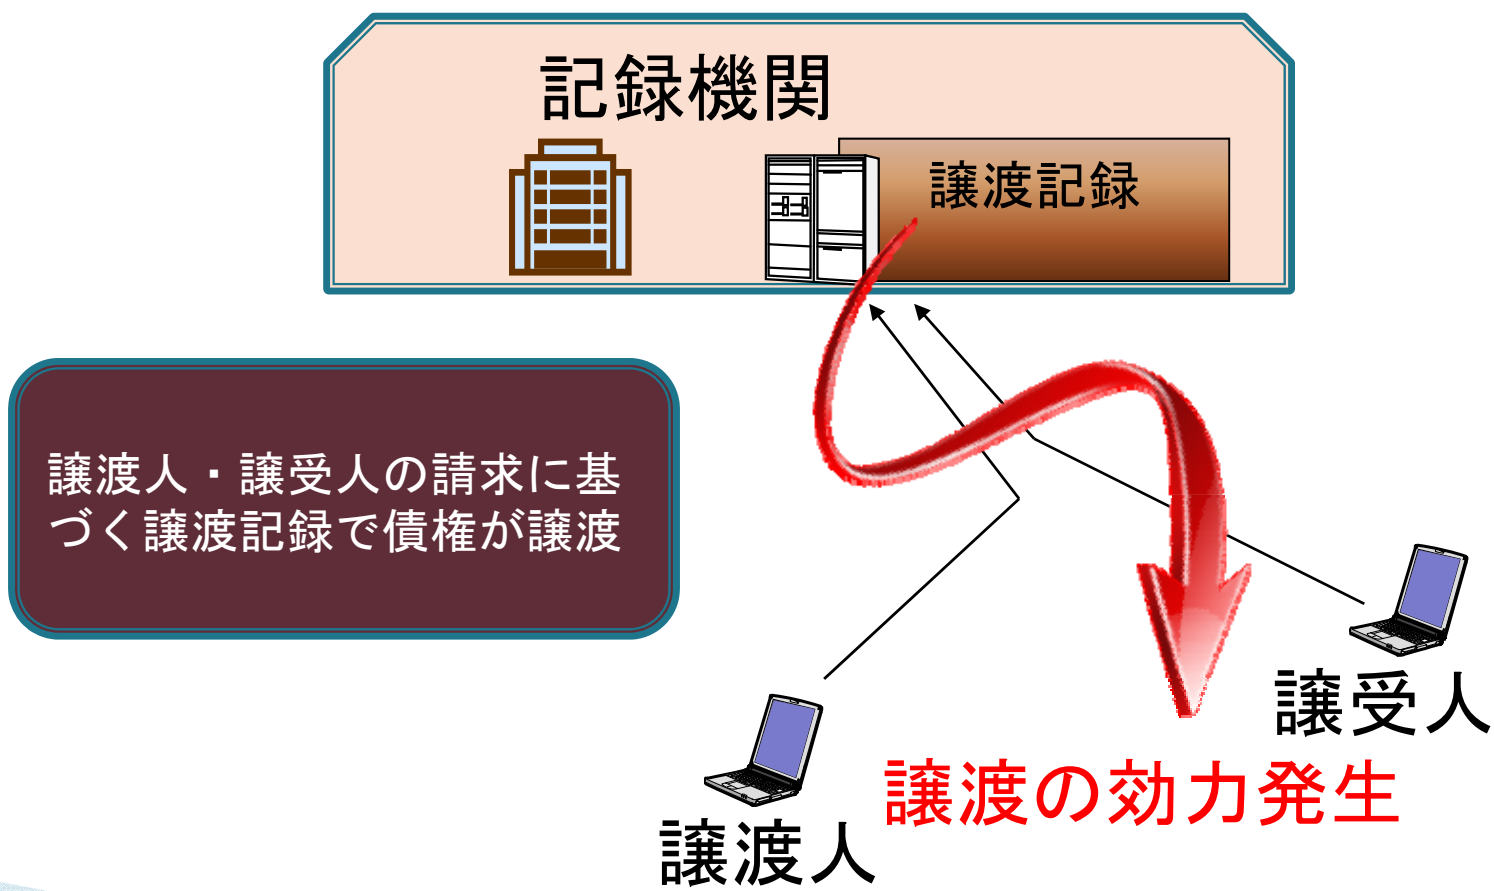 記録機関
譲渡記録
譲渡人・譲受人の請求に基
づく譲渡記録で債権が譲渡
譲受人
譲渡の効力発生
譲渡人